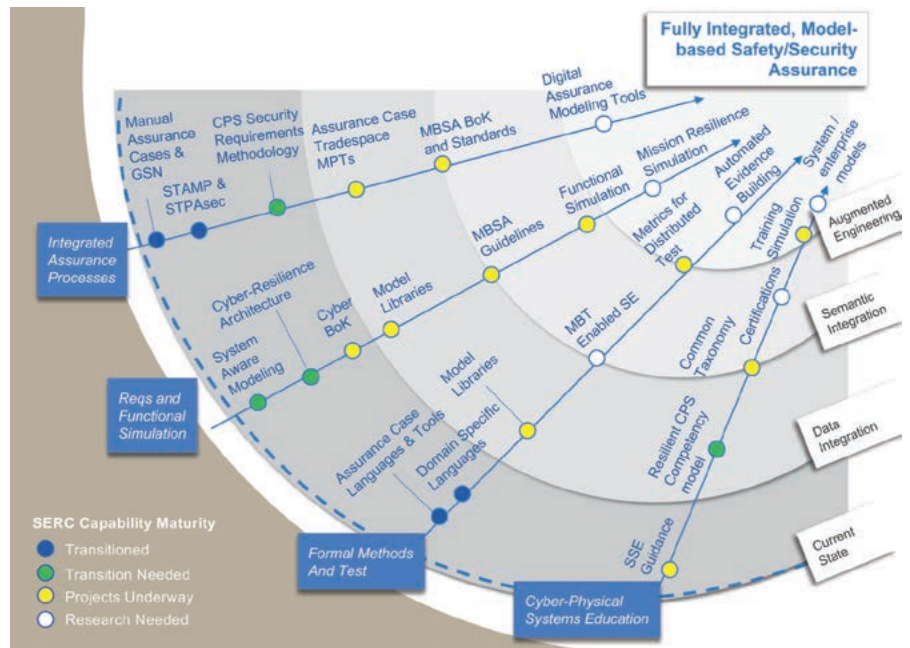 Fully Integrated, Model-
based Safety/Security
Assurance
Manual
Assurance
Cases &
GSN
STAMP &
STPAsec
CPS Security
Requirements
Methodology
Assurance Case
Tradespace
MPTs
MBSA BoK
and Standards
Digital
Assurance
Modeling Tools
Integrated
Assurance
Processes
System
Aware
Modeling
Cyber-Resilience
Architecture
Cyber
BoK
Model
Libraries
MBSA
Guidelines
Functional
Simulation
Mission Resilience
Simulation
Reqs and
Functional
Simulation
Assurance Case
Languages & Tools
Domain Specific
Languages
Model
Libraries
MBT
Enabled SE
Metrics for
Distributed
Test
Automated
Evidence
Building
Formal Methods
And Test
SSE
Guidance
Resilient CPS
Competency
model
Common
Taxonomy
Certifications
Training
Simulation
System /
enterprise
models
Cyber-Physical
Systems Education
Augmented
Engineering
Semantic
Integration
Data
Integration
Current
State
SERC Capability Maturity
Transitioned
Transition Needed
Projects Underway
Research Needed